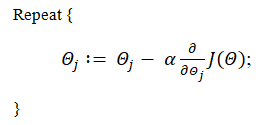 Repeat {
Θj := Θj − α ∂/∂Θj J(Θ);
}